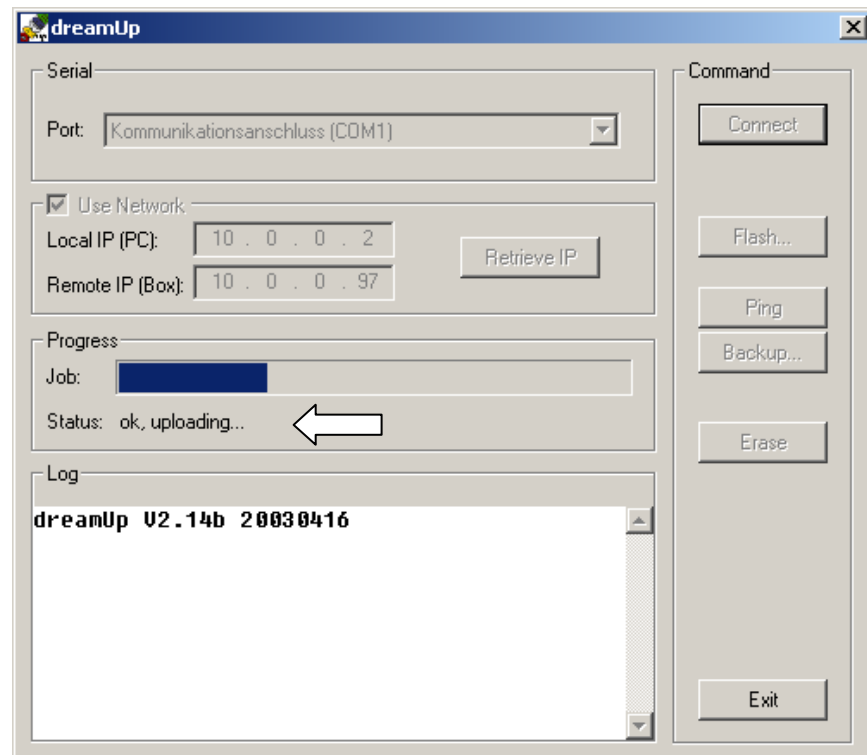 dreamUp
Serial
Port: Kommunikationsanschluss (COM1)
Use Network
Local IP (PC): 10 . 0 . 0 . 2
Remote IP (Box): 10 . 0 . 0 . 97
Retrieve IP
Progress
Job:
Status: ok, uploading...
Log
dreamUp V2.14b 20030416
Command
Connect
Flash...
Ping
Backup...
Erase
Exit